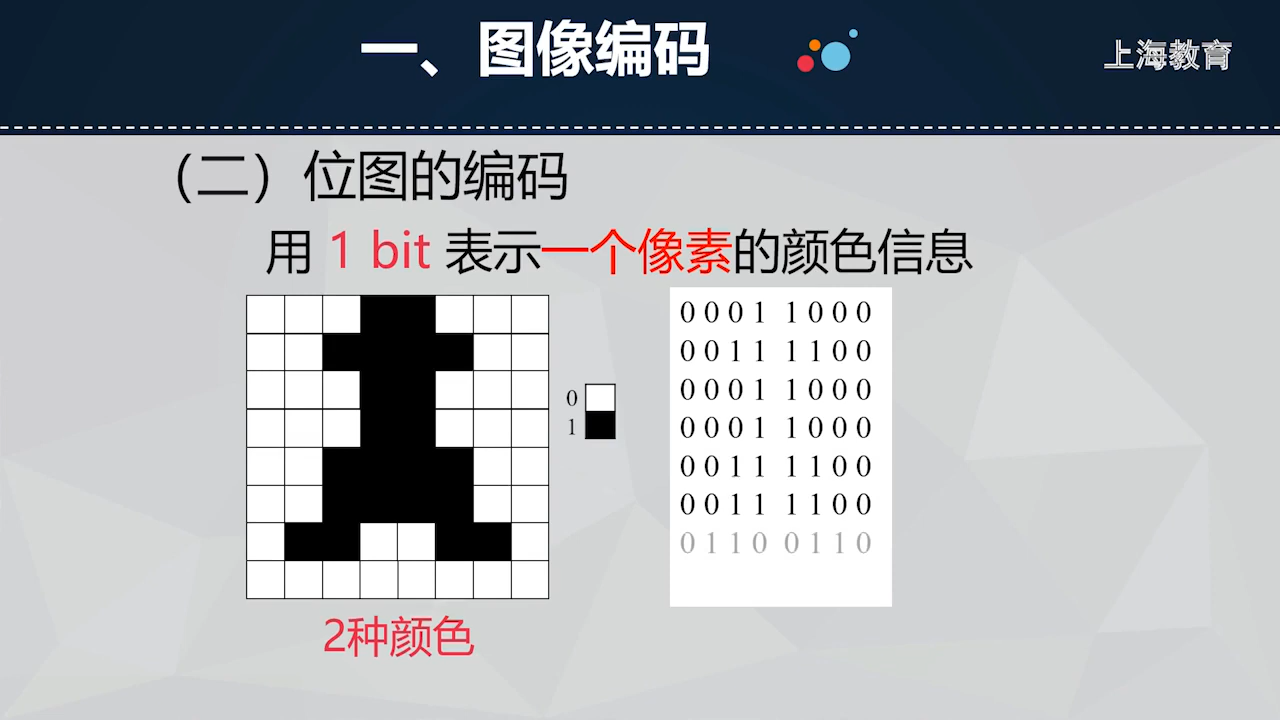 一、图像编码
上海教育
（二）位图的编码
用 1 bit 表示一个像素的颜色信息
0
1
0 0 0 1 1 0 0 0
0 0 1 1 1 1 0 0
0 0 0 1 1 0 0 0
0 0 0 1 1 0 0 0
0 0 1 1 1 1 0 0
0 0 1 1 1 1 0 0
0 1 1 0 0 1 1 0
2种颜色